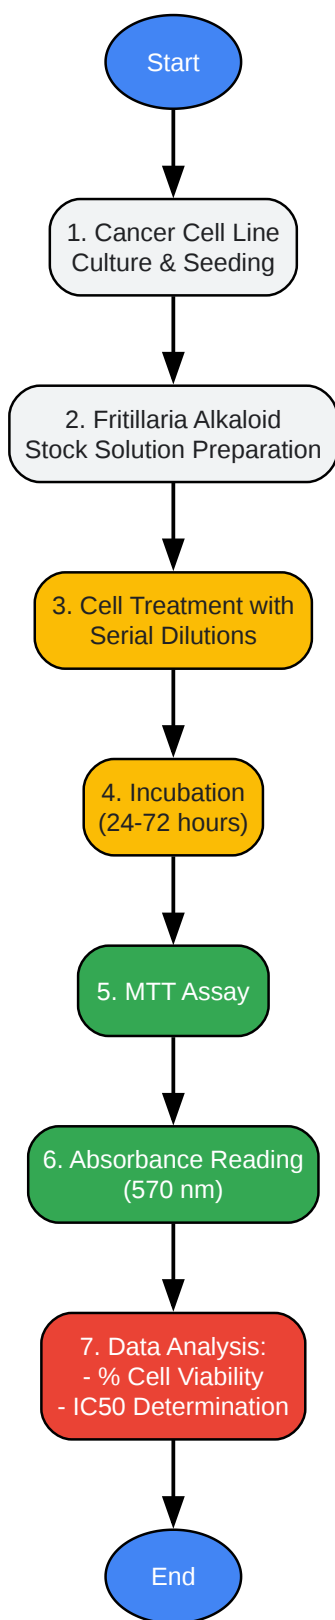 Start
1. Cancer Cell Line
Culture & Seeding
2. Fritillaria Alkaloid
Stock Solution Preparation
3. Cell Treatment with
Serial Dilutions
4. Incubation
(24-72 hours)
5. MTT Assay
6. Absorbance Reading
(570 nm)
7. Data Analysis:
- % Cell Viability
- IC50 Determination
End